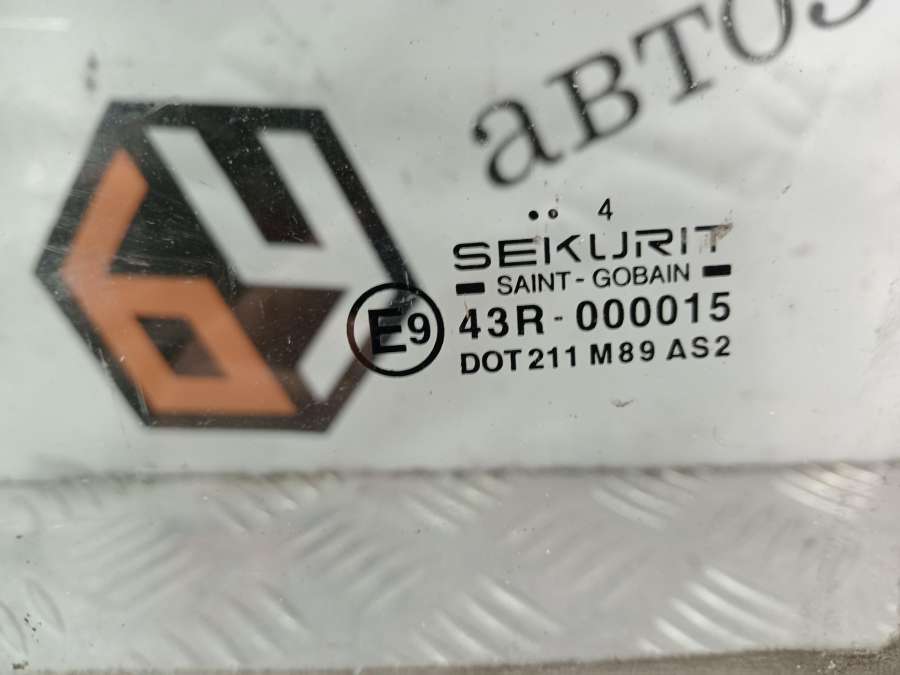 авто
• • 4
SEKURIT
SAINT-GOBAIN
E9 43R-000015
DOT 211 M89 AS2